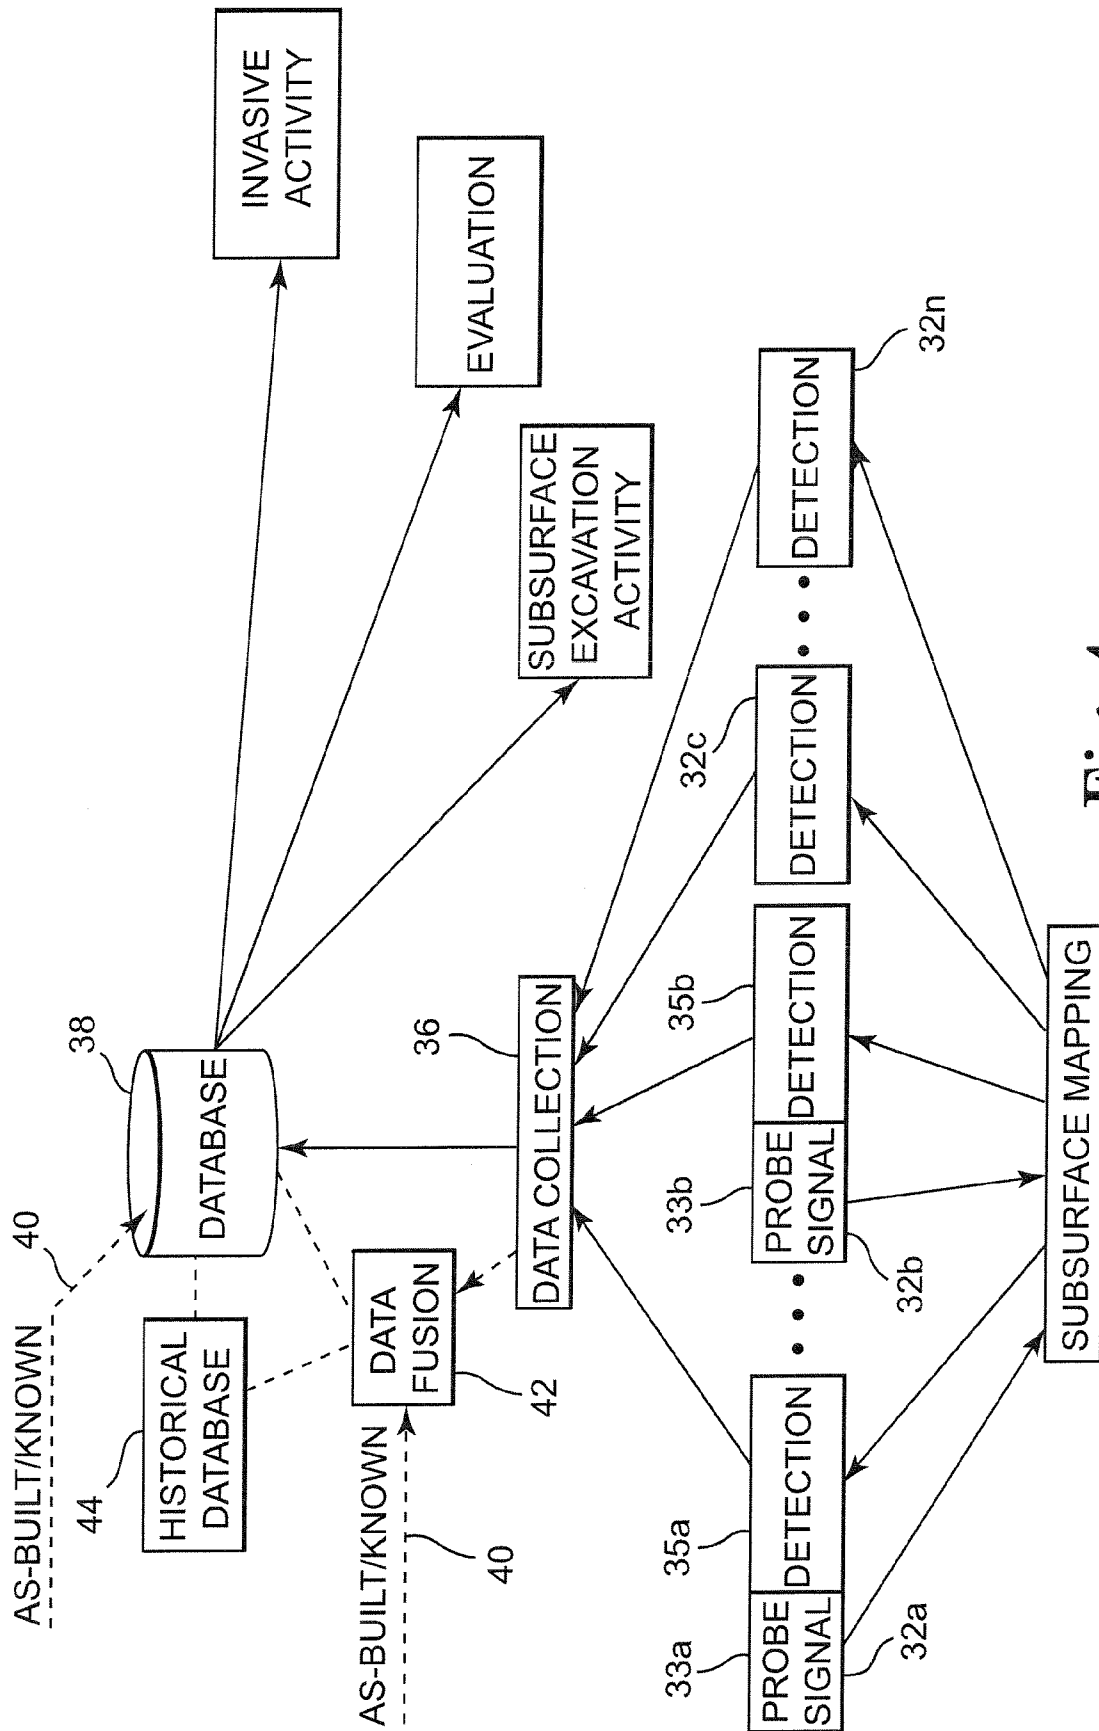 AS-BUILT/KNOWN
40
38
DATABASE
44
HISTORICAL
DATABASE
INVASIVE
ACTIVITY
AS-BUILT/KNOWN
40
DATA
FUSION
42
EVALUATION
36
DATA COLLECTION
SUBSURFACE
EXCAVATION
ACTIVITY
33a
PROBE
SIGNAL
32a
35a
DETECTION
33b
PROBE
SIGNAL
32b
35b
DETECTION
32c
DETECTION
DETECTION
32n
SUBSURFACE MAPPING